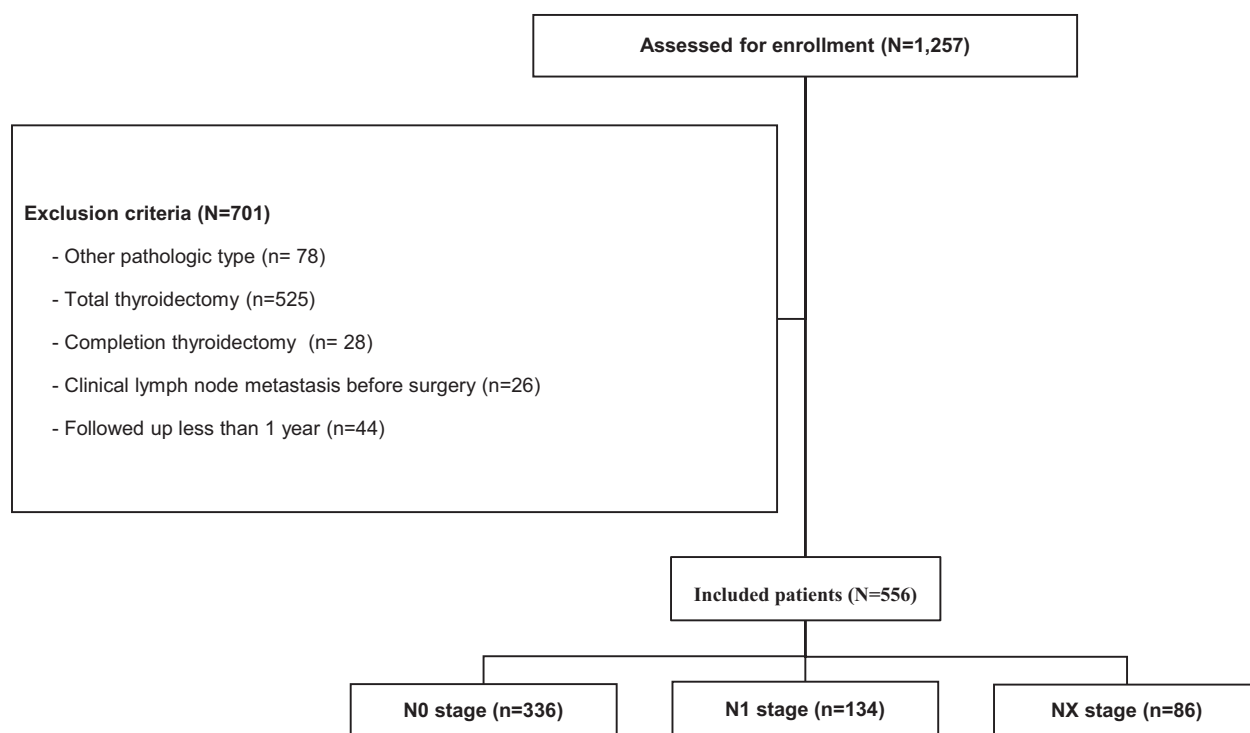 Assessed for enrollment (N=1,257)
Exclusion criteria (N=701)
- Other pathologic type (n= 78)
- Total thyroidectomy (n=525)
- Completion thyroidectomy  (n= 28)
- Clinical lymph node metastasis before surgery (n=26)
- Followed up less than 1 year (n=44)
Included patients (N=556)
N0 stage (n=336)
N1 stage (n=134)
NX stage (n=86)